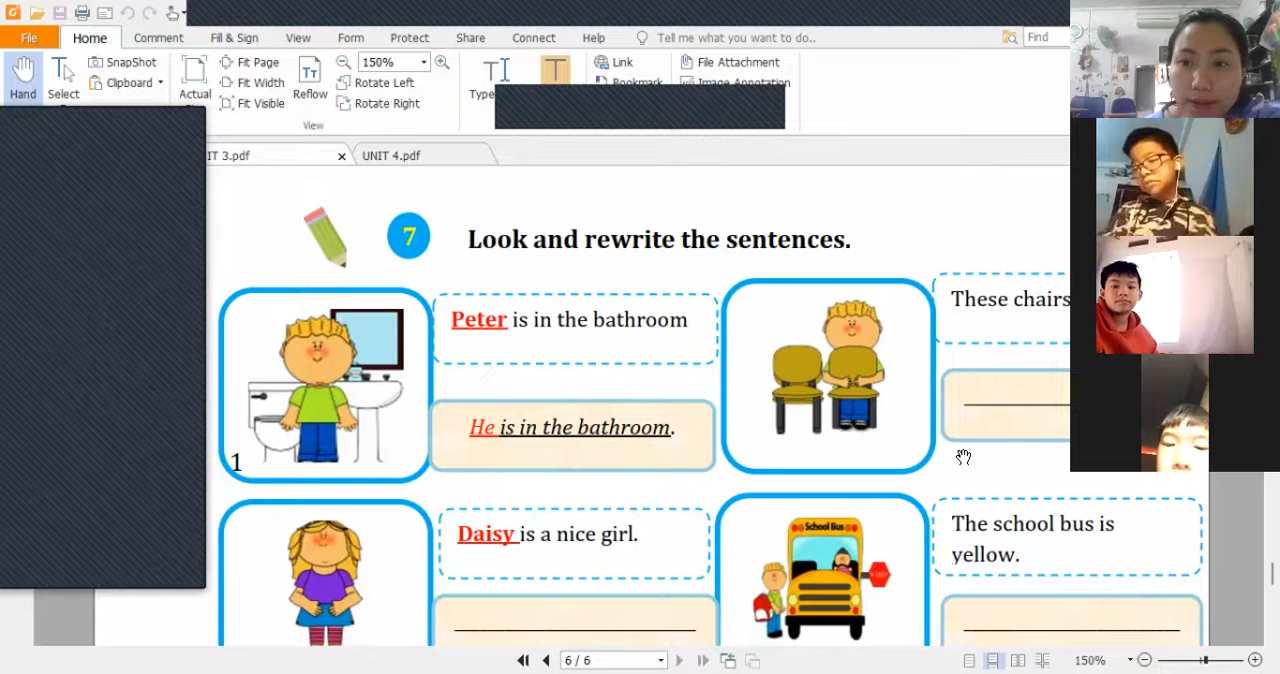 File Home Comment Fill & Sign View Form Protect Share Connect Help Tell me what you want to do.. Find
Hand Select SnapShot Clipboard Actual Fit Page Fit Width Fit Visible Reflow 150% Rotate Left Rotate Right Link Bookmark File Attachment Image Annotation
View
IT 3.pdf UNIT 4.pdf
7 Look and rewrite the sentences.
Peter is in the bathroom
He is in the bathroom.
1
These chairs
Daisy is a nice girl.
School Bus
The school bus is
yellow.
6 / 6 150%